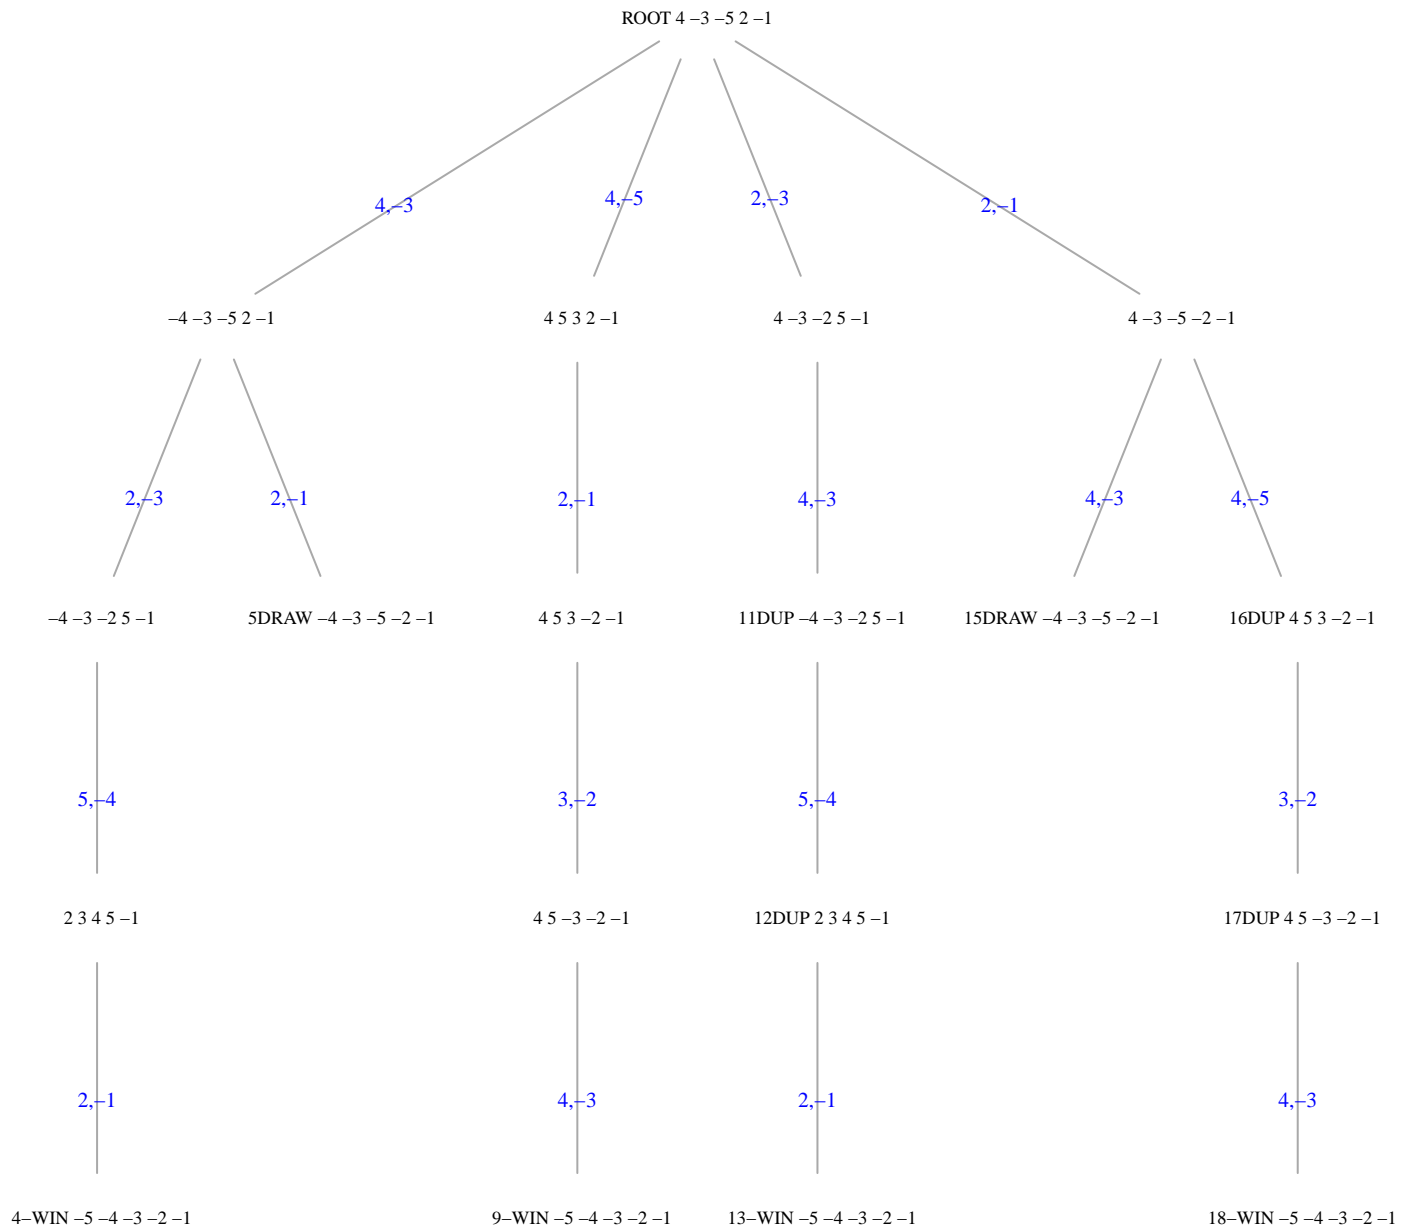 ROOT 4 –3 –5 2 –1
4,–3
4,–5
2,–3
2,–1
–4 –3 –5 2 –1
4 5 3 2 –1
4 –3 –2 5 –1
4 –3 –5 –2 –1
2,–3
2,–1
2,–1
4,–3
4,–3
4,–5
–4 –3 –2 5 –1
5DRAW –4 –3 –5 –2 –1
4 5 3 –2 –1
11DUP –4 –3 –2 5 –1
15DRAW –4 –3 –5 –2 –1
16DUP 4 5 3 –2 –1
5,–4
3,–2
5,–4
3,–2
2 3 4 5 –1
4 5 –3 –2 –1
12DUP 2 3 4 5 –1
17DUP 4 5 –3 –2 –1
2,–1
4,–3
2,–1
4,–3
4–WIN –5 –4 –3 –2 –1
9–WIN –5 –4 –3 –2 –1
13–WIN –5 –4 –3 –2 –1
18–WIN –5 –4 –3 –2 –1